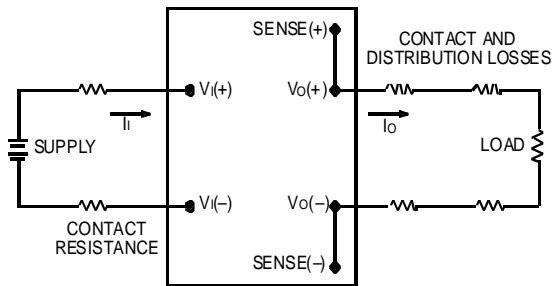 SENSE(+)
CONTACT AND
DISTRIBUTION LOSSES
VI(+)
VO(+)
II
IO
SUPPLY
LOAD
VI(–)
VO(–)
CONTACT
RESISTANCE
SENSE(–)